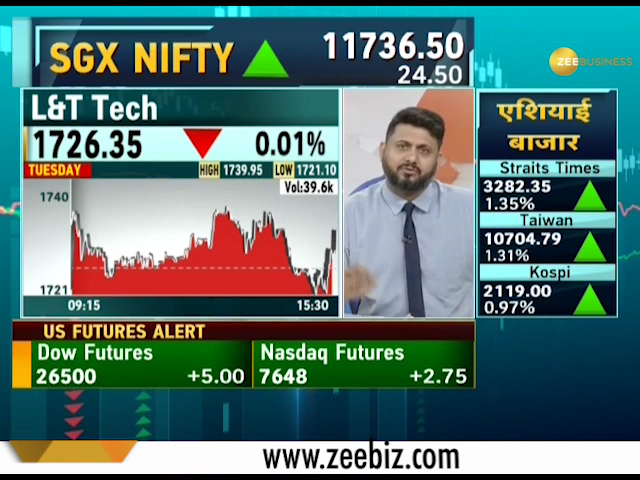 SGX NIFTY
11736.50
24.50
ZEEBUSINESS
L&T Tech
1726.35
0.01%
TUESDAY
HIGH 1739.95 LOW 1721.10
Vol:39.6k
1740
1721
09:15
15:30
एशियाई
बाजार
Straits Times
3282.35
1.35%
Taiwan
10704.79
1.31%
Kospi
2119.00
0.97%
US FUTURES ALERT
Dow Futures
26500 +5.00
Nasdaq Futures
7648 +2.75
www.zeebiz.com